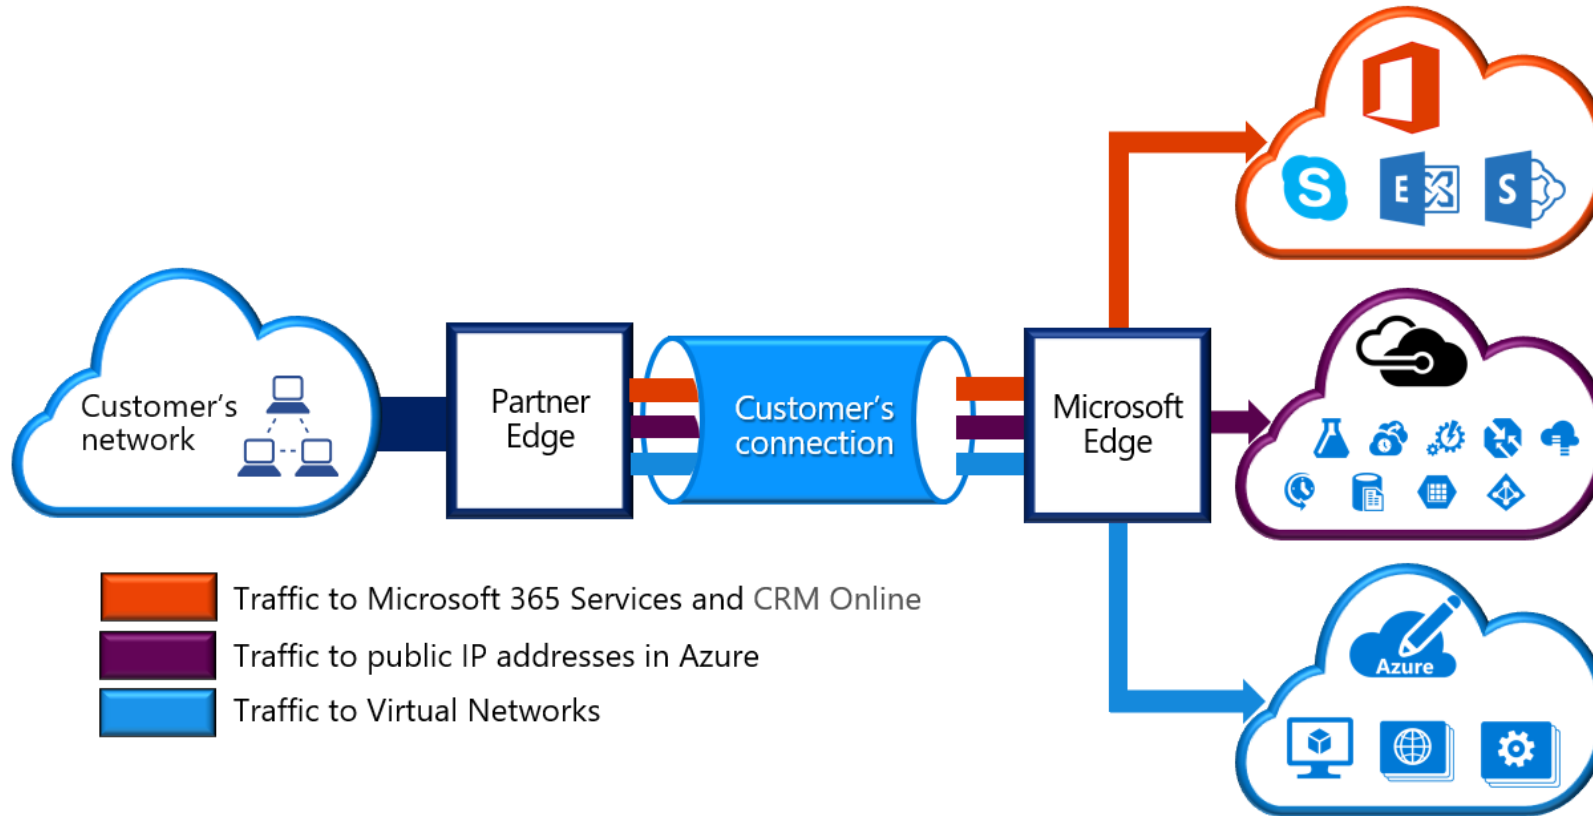 Customer's
network
Partner
Edge
Customer's
connection
Microsoft
Edge
S
E
S
Azure
Traffic to Microsoft 365 Services and CRM Online
Traffic to public IP addresses in Azure
Traffic to Virtual Networks